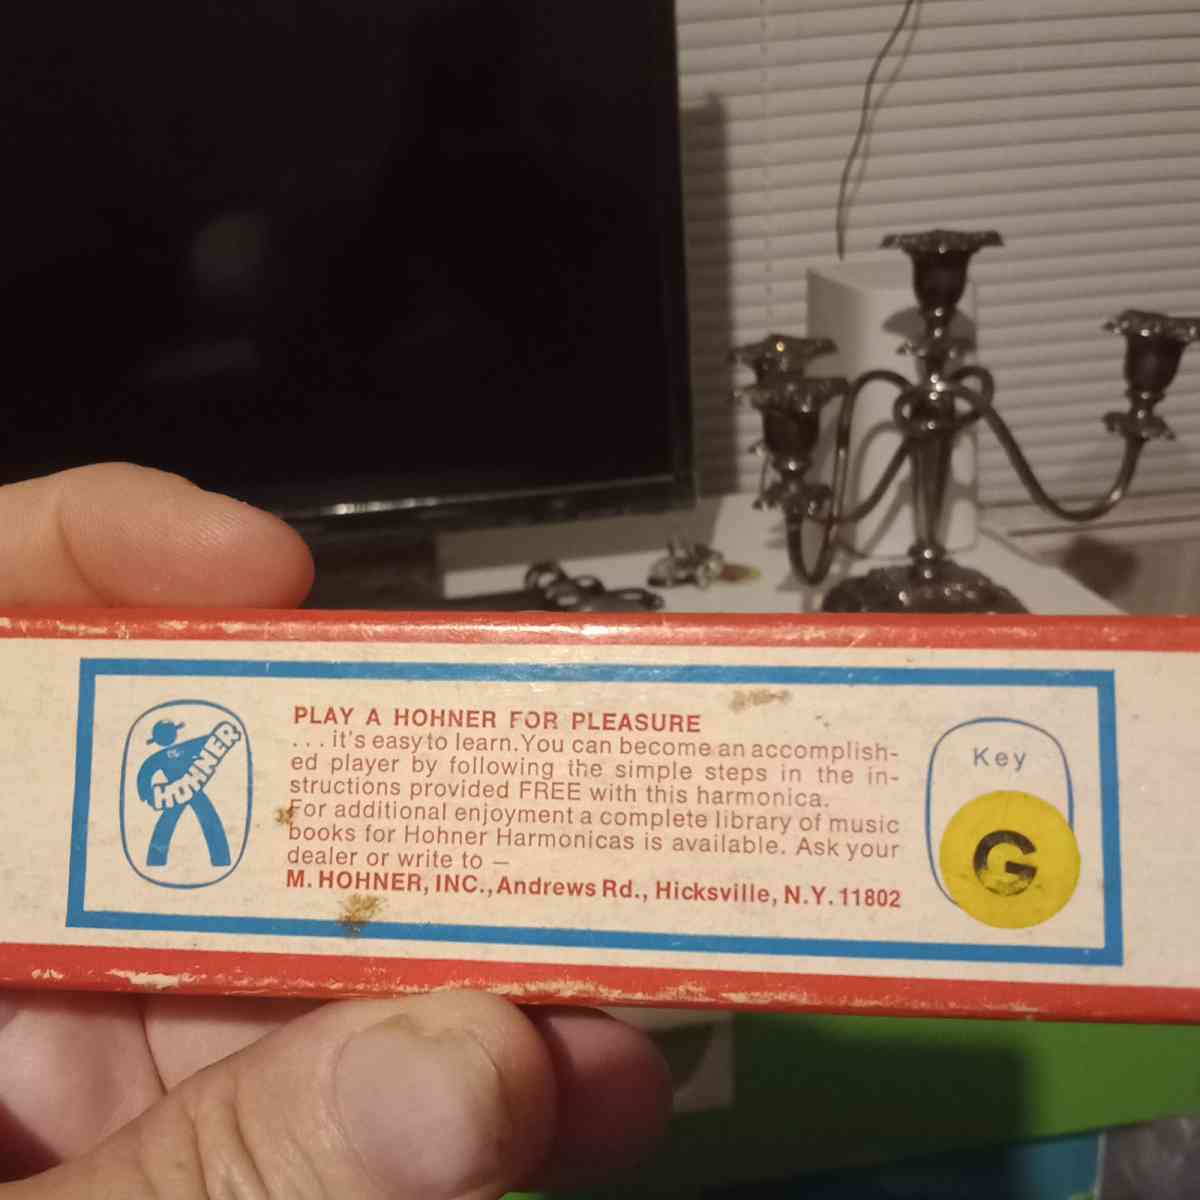 HOHNER
PLAY A HOHNER FOR PLEASURE
... it's easy to learn. You can become an accomplish-
ed player by following the simple steps in the in-
structions provided FREE with this harmonica.
For additional enjoyment a complete library of music
books for Hohner Harmonicas is available. Ask your
dealer or write to —
M. HOHNER, INC., Andrews Rd., Hicksville, N.Y. 11802
Key
G